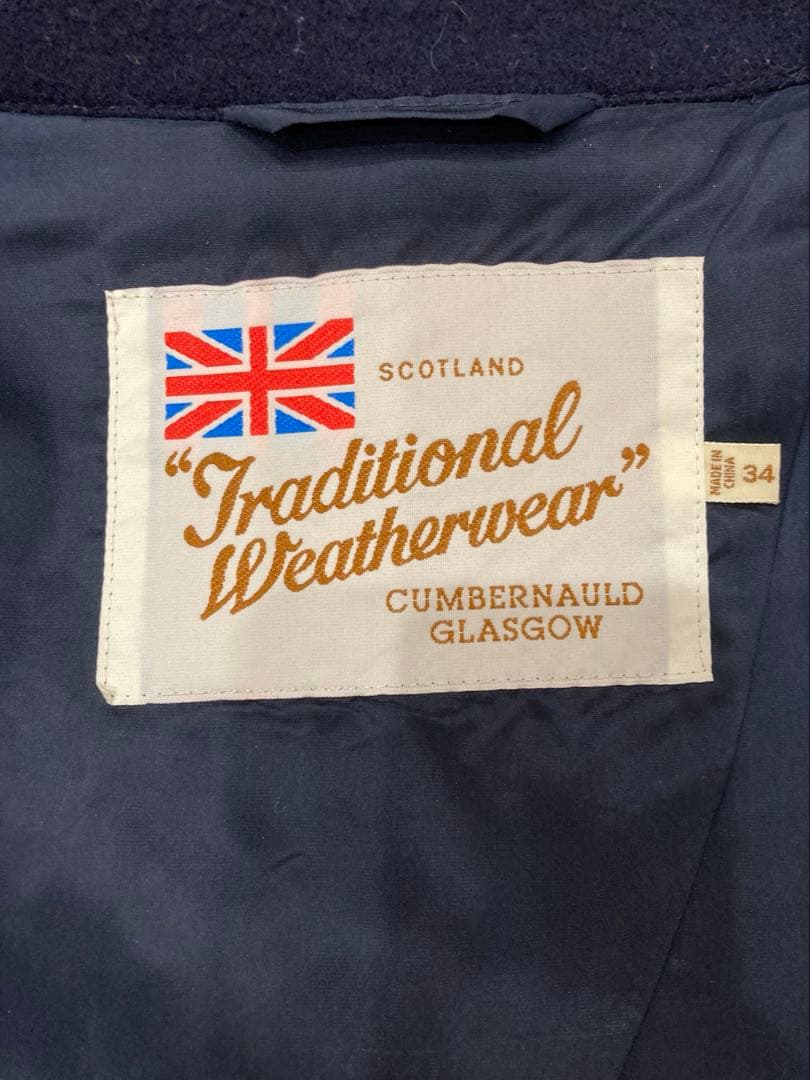 SCOTLAND
"Traditional
Weatherwear"
CUMBERNAULD
GLASGOW
MADE IN
CHINA
34